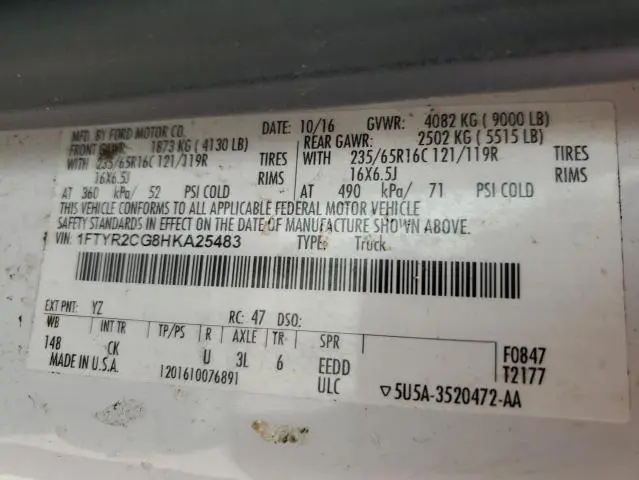 MFD. BY FORD MOTOR CO.
DATE: 10/16 GVWR: 4082 KG ( 9000 LB)
FRONT GAWR: 1873 KG ( 4130 LB)
REAR GAWR: 2502 KG ( 5515 LB)
WITH 235/65R16C 121/119R TIRES
WITH 235/65R16C 121/119R TIRES
16X6.5J RIMS
16X6.5J RIMS
AT 360 kPa/ 52 PSI COLD
AT 490 kPa/ 71 PSI COLD
THIS VEHICLE CONFORMS TO ALL APPLICABLE FEDERAL MOTOR VEHICLE
SAFETY STANDARDS IN EFFECT ON THE DATE OF MANUFACTURE SHOWN ABOVE.
VIN: 1FTYR2CG8HKA25483 TYPE: Truck
EXT PNT: YZ RC: 47 DSO:
WB INT TR TP/PS R AXLE TR SPR
148 CK U 3L 6 EEDD F0847
MADE IN U.S.A. 1201610076891 ULC T2177
▽5U5A-3520472-AA